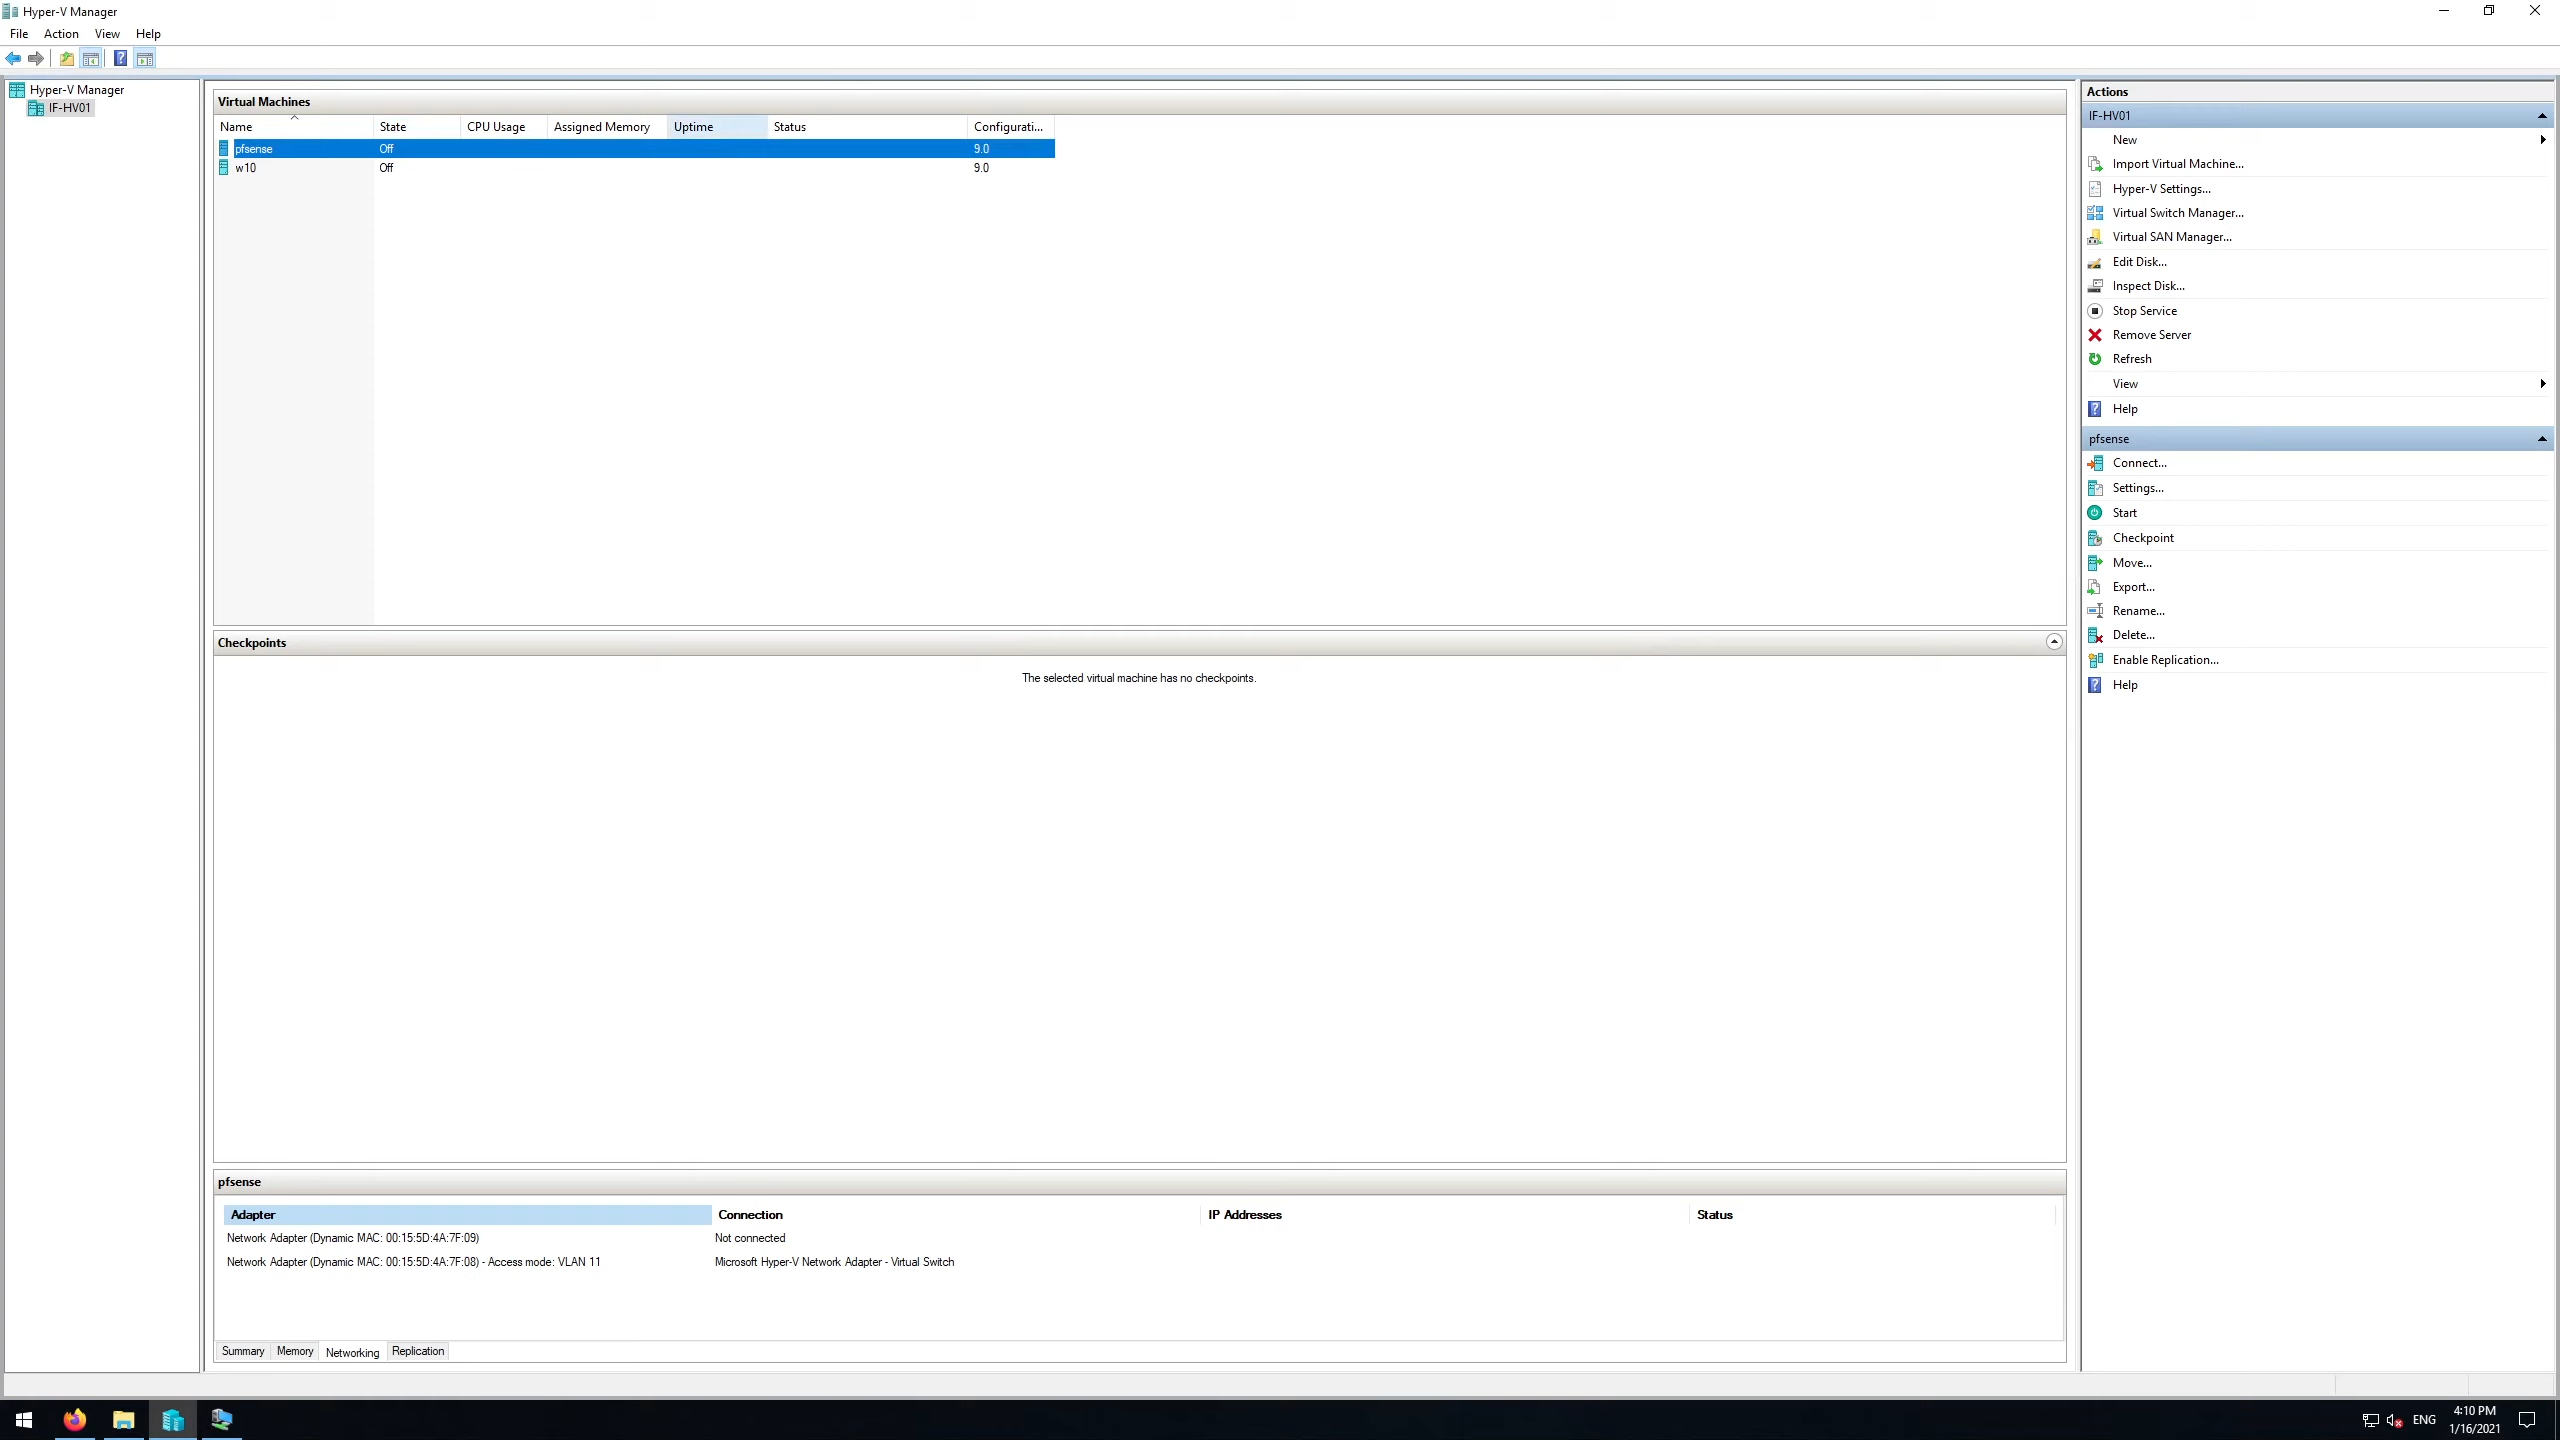 Hyper-V Manager
File Action View Help
Hyper-V Manager
IF-HV01
Virtual Machines
Name State CPU Usage Assigned Memory Uptime Status Configurati...
pfsense Off 9.0
w10 Off 9.0
Checkpoints
The selected virtual machine has no checkpoints.
pfsense
Adapter Connection IP Addresses Status
Network Adapter (Dynamic MAC: 00:15:5D:4A:7F:09) Not connected
Network Adapter (Dynamic MAC: 00:15:5D:4A:7F:08) - Access mode: VLAN 11 Microsoft Hyper-V Network Adapter - Virtual Switch
Summary Memory Networking Replication
Actions
IF-HV01
New
Import Virtual Machine...
Hyper-V Settings...
Virtual Switch Manager...
Virtual SAN Manager...
Edit Disk...
Inspect Disk...
Stop Service
Remove Server
Refresh
View
Help
pfsense
Connect...
Settings...
Start
Checkpoint
Move...
Export...
Rename...
Delete...
Enable Replication...
Help
ENG
4:10 PM
1/16/2021